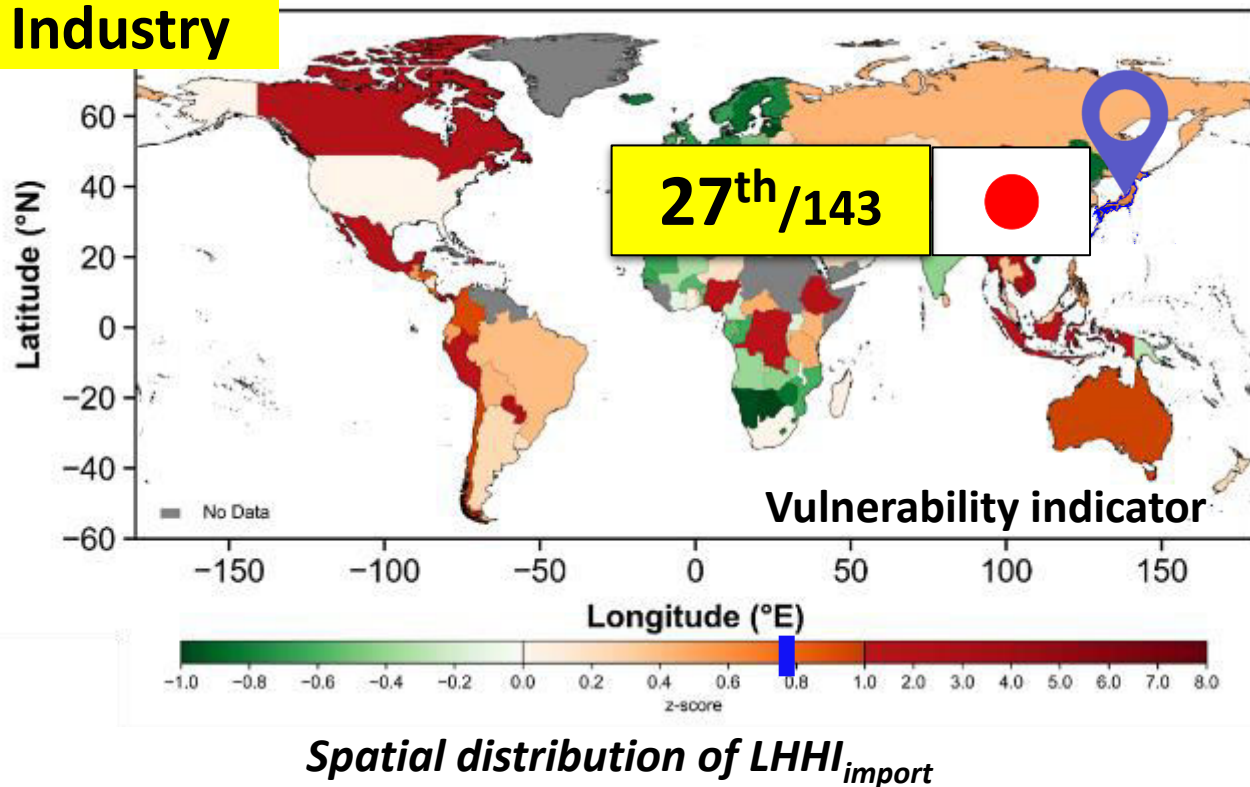 Industry
27th/143
60
40
20
0
−20
−40
−60
Latitude (°N)
No Data
Vulnerability indicator
−150 −100 −50 0 50 100 150
Longitude (°E)
−1.0 −0.8 −0.6 −0.4 −0.2 0.0 0.2 0.4 0.6 0.8 1.0 2.0 3.0 4.0 5.0 6.0 7.0 8.0
z-score
Spatial distribution of LHHIimport